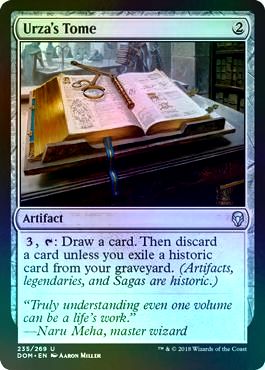 Urza's Tome 2
Artifact
3, T: Draw a card. Then discard
a card unless you exile a historic
card from your graveyard. (Artifacts,
legendaries, and Sagas are historic.)
"Truly understanding even one volume
can be a life's work."
—Naru Meha, master wizard
235/269 U
DOM • EN AARON MILLER
™ & © 2018 Wizards of the Coast